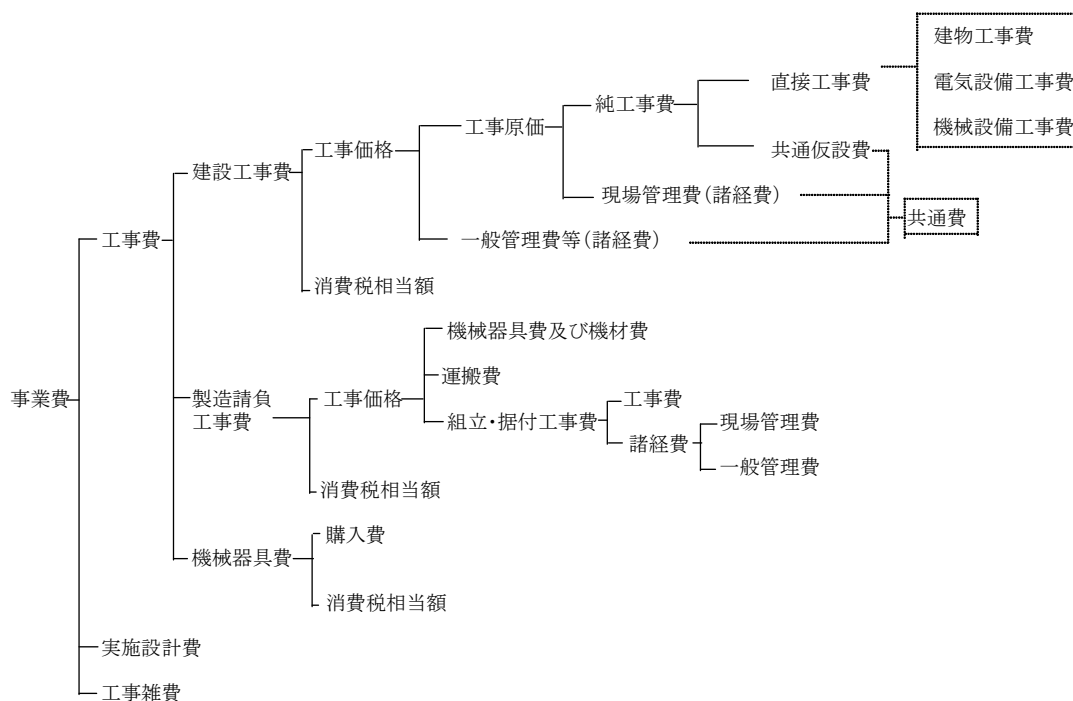 建物工事費
直接工事費
電気設備工事費
純工事費
機械設備工事費
工事原価
工事価格
共通仮設費
建設工事費
現場管理費(諸経費)
共通費
工事費
一般管理費等(諸経費)
消費税相当額
機械器具費及び機材費
運搬費
事業費
製造請負
工事費
工事価格
工事費
組立・据付工事費
現場管理費
諸経費
一般管理費
消費税相当額
購入費
機械器具費
消費税相当額
実施設計費
工事雑費